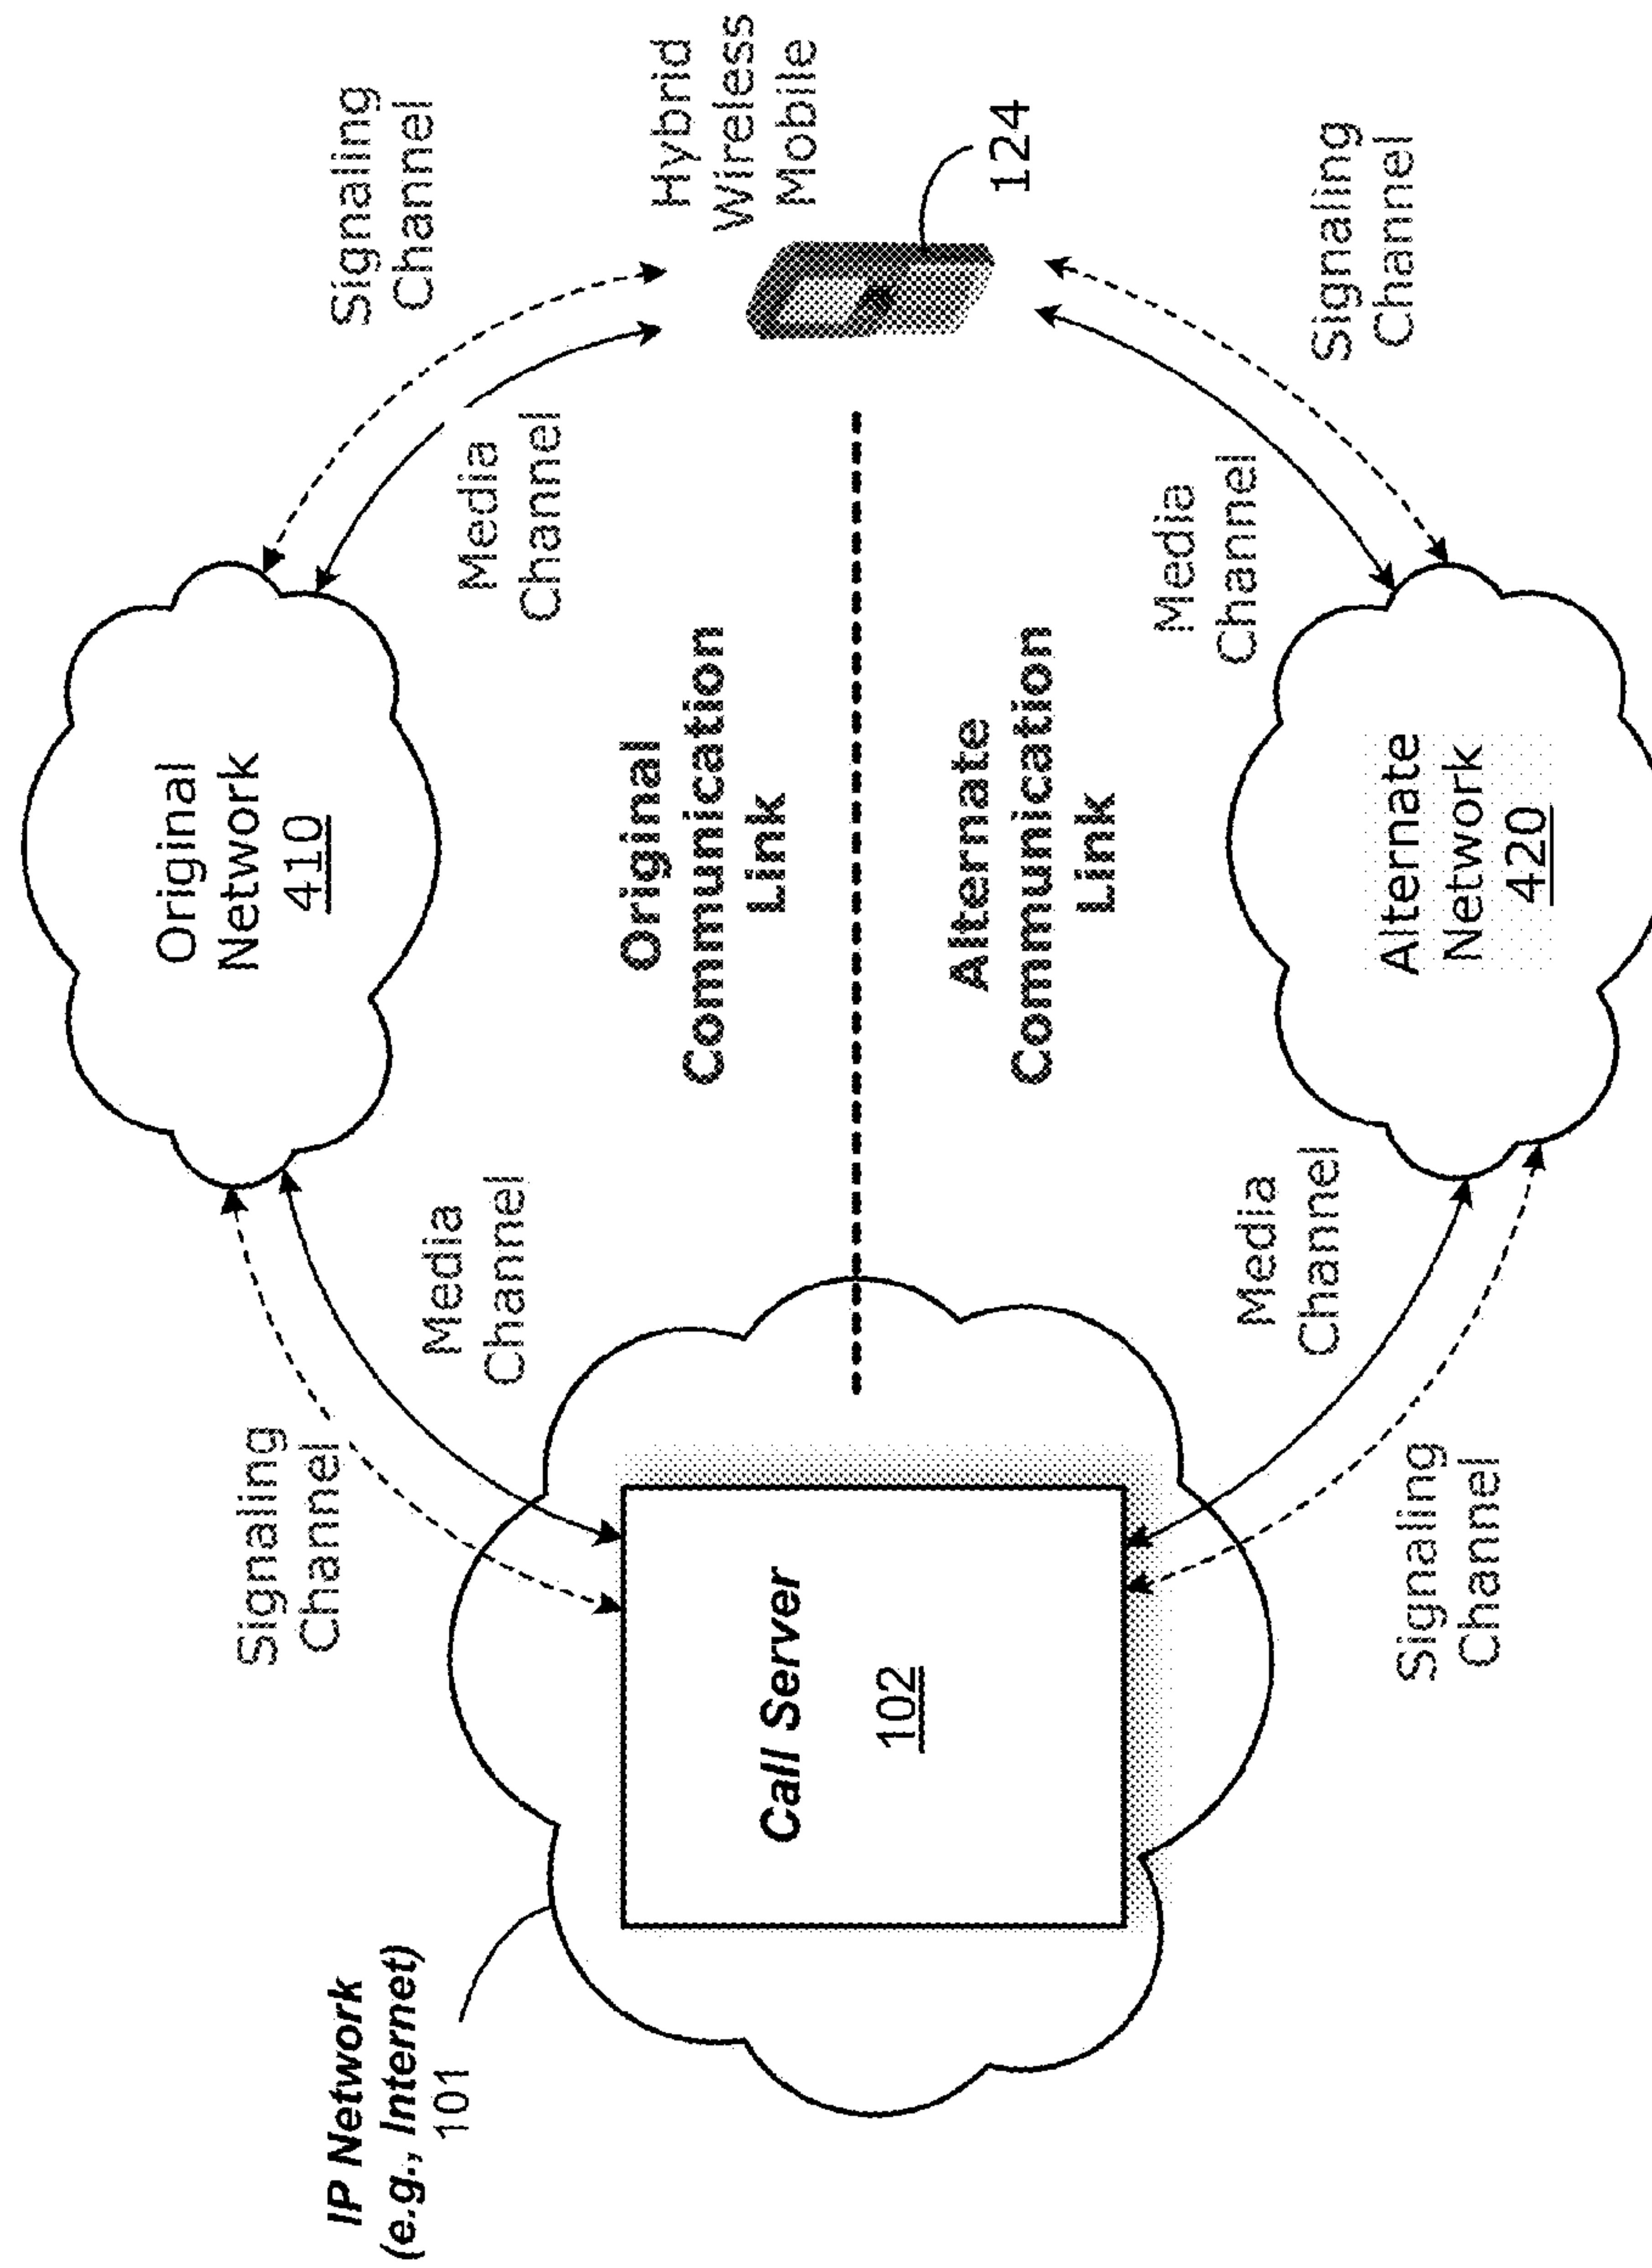 IP Network
(e.g., Internet)
101
Call Server
102
Signaling
Channel
Media
Channel
Original
Network
410
Media
Channel
Signaling
Channel
Hybrid
Wireless
Mobile
124
Original
Communication
Link
Alternate
Communication
Link
Signaling
Channel
Media
Channel
Alternate
Network
420
Media
Channel
Signaling
Channel